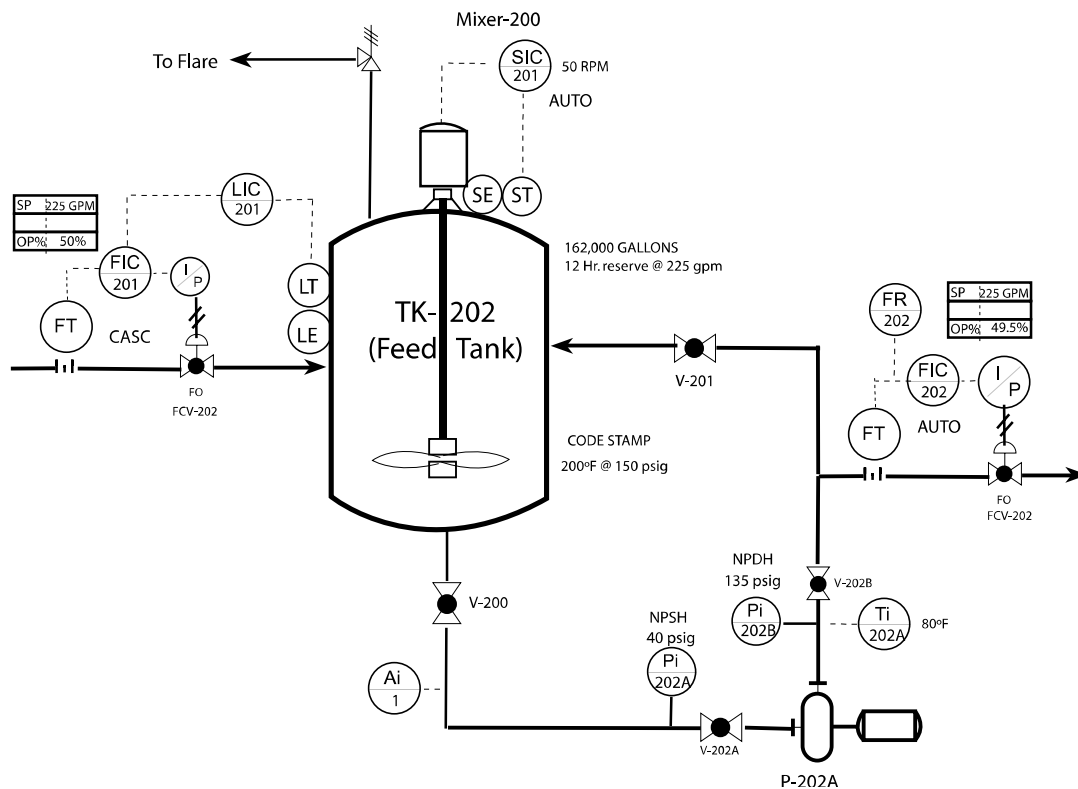 Mixer-200
To Flare
SIC
201
50 RPM
AUTO
SE
ST
LIC
201
SP 225 GPM
OP% 50%
FIC
201
I
P
LT
LE
FT
CASC
FO
FCV-202
162,000 GALLONS
12 Hr. reserve @ 225 gpm
TK-202
(Feed Tank)
CODE STAMP
200ºF @ 150 psig
V-201
FR
202
SP 225 GPM
OP% 49.5%
FIC
202
I
P
AUTO
FT
FO
FCV-202
V-200
Ai
1
NPSH
40 psig
Pi
202A
V-202A
NPDH
135 psig
Pi
202B
V-202B
Ti
202A
80ºF
P-202A